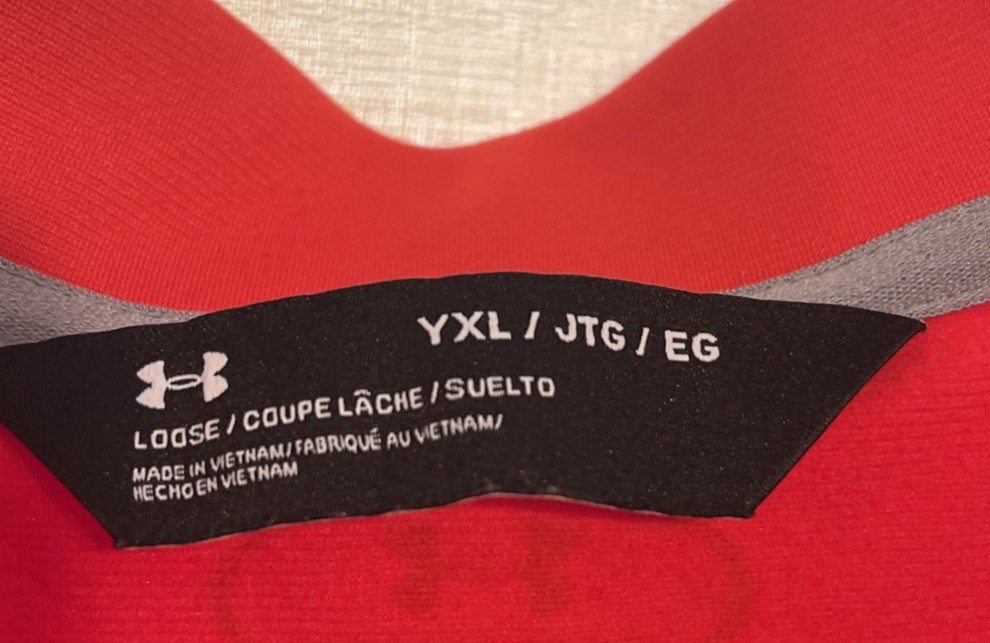 YXL / JTG / EG
LOOSE / COUPE LÂCHE / SUELTO
MADE IN VIETNAM / FABRIQUÉ AU VIETNAM /
HECHO EN VIETNAM